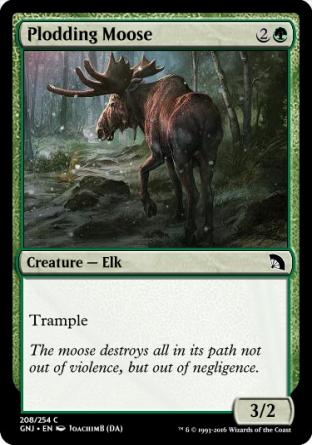 Plodding Moose 2
Creature — Elk
Trample
The moose destroys all in its path not
out of violence, but out of negligence.
3/2
208/254 C
GNJ • EN JOACHIMB (DA)
™ & © 1993-2016 Wizards of the Coast